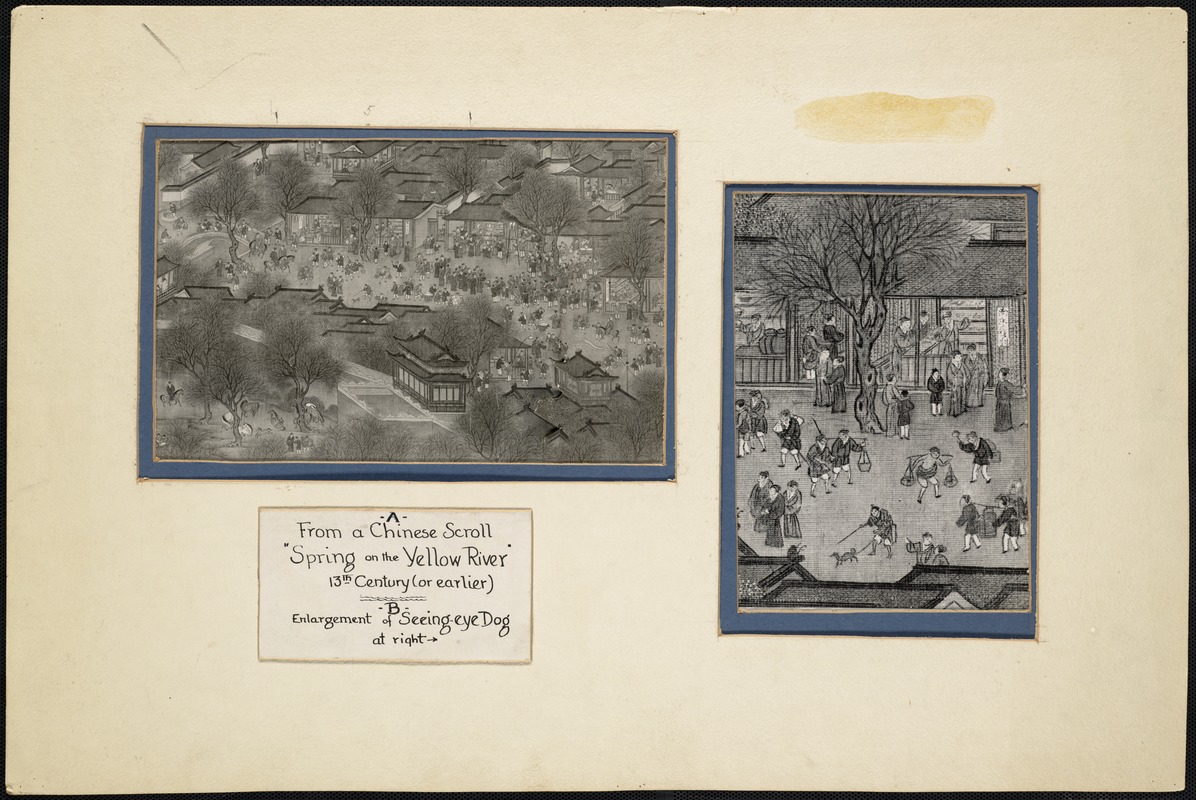 -A-
From a Chinese Scroll
"Spring on the Yellow River"
13th Century (or earlier)
-B-
Enlargement of Seeing-eye Dog
at right→